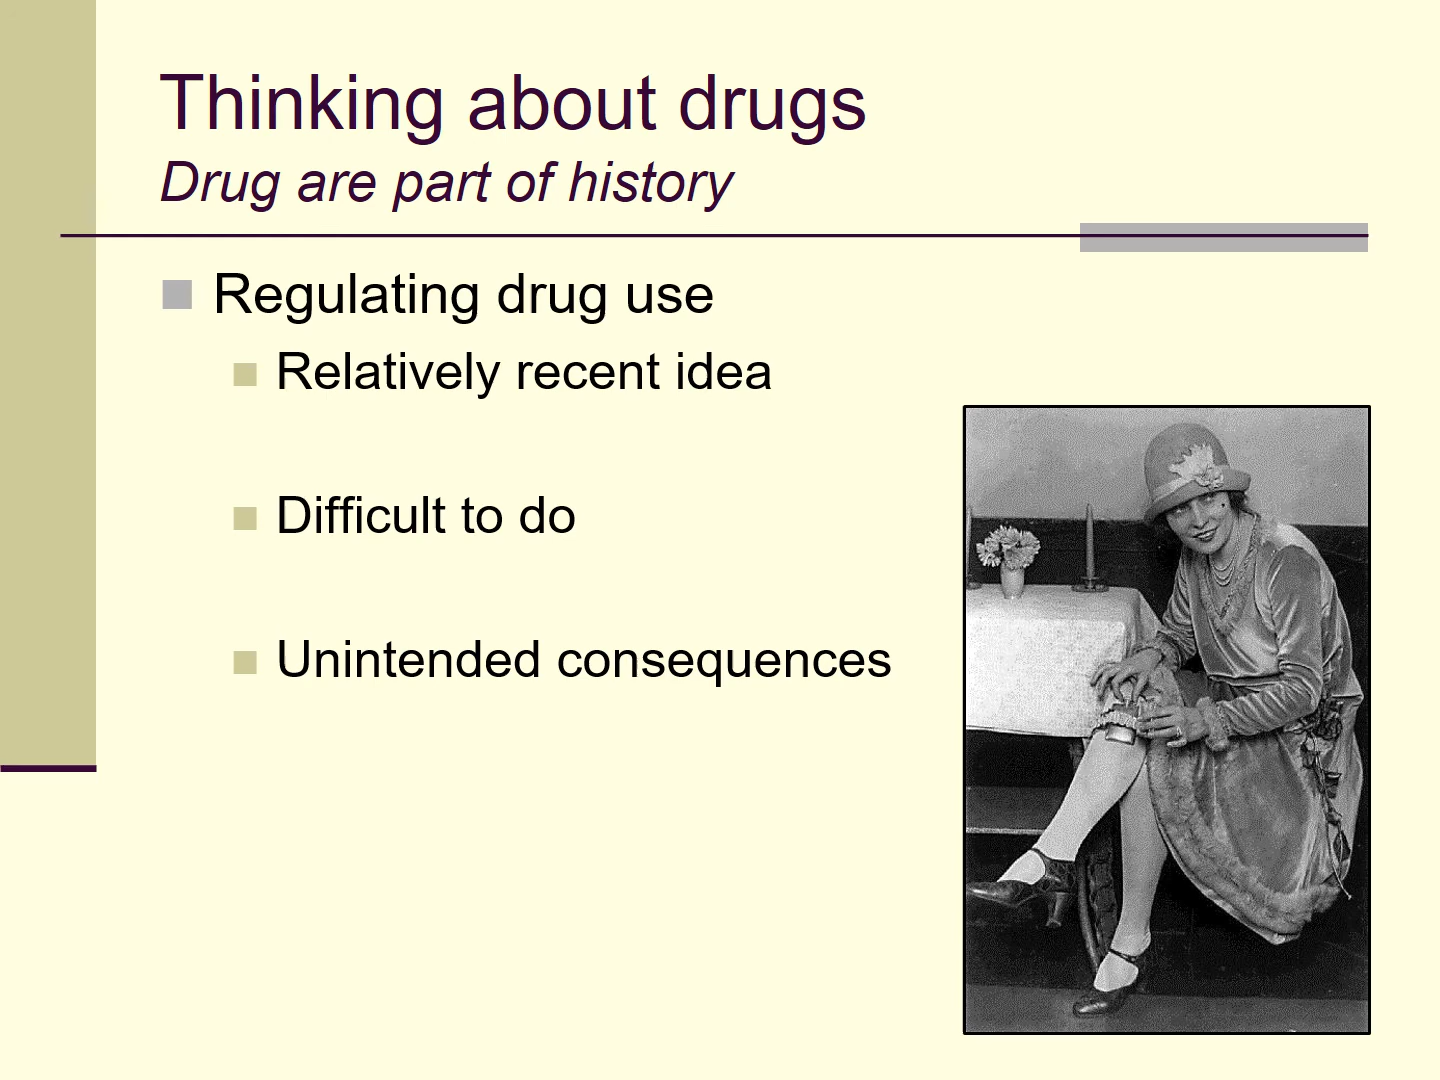 Thinking about drugs
Drug are part of history
Regulating drug use
Relatively recent idea
Difficult to do
Unintended consequences